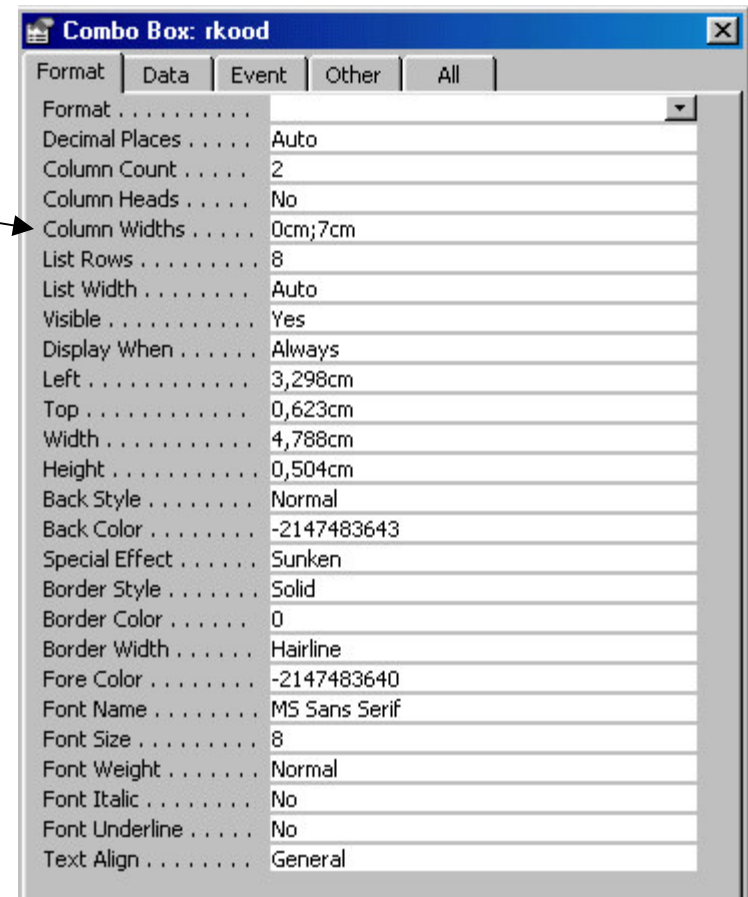 Combo Box: rkood
Format Data Event Other All
Format . . . . . . . . . .
Decimal Places . . . . . Auto
Column Count . . . . . 2
Column Heads . . . . . No
Column Widths . . . . . 0cm;7cm
List Rows . . . . . . . . . 8
List Width . . . . . . . . Auto
Visible . . . . . . . . . . . Yes
Display When . . . . . . Always
Left . . . . . . . . . . . . 3,298cm
Top . . . . . . . . . . . . 0,623cm
Width . . . . . . . . . . . 4,788cm
Height . . . . . . . . . . . 0,504cm
Back Style . . . . . . . . Normal
Back Color . . . . . . . . -2147483643
Special Effect . . . . . . Sunken
Border Style . . . . . . . Solid
Border Color . . . . . . 0
Border Width . . . . . . Hairline
Fore Color . . . . . . . . -2147483640
Font Name . . . . . . . . MS Sans Serif
Font Size . . . . . . . . . 8
Font Weight . . . . . . . Normal
Font Italic . . . . . . . . No
Font Underline . . . . . No
Text Align . . . . . . . . General